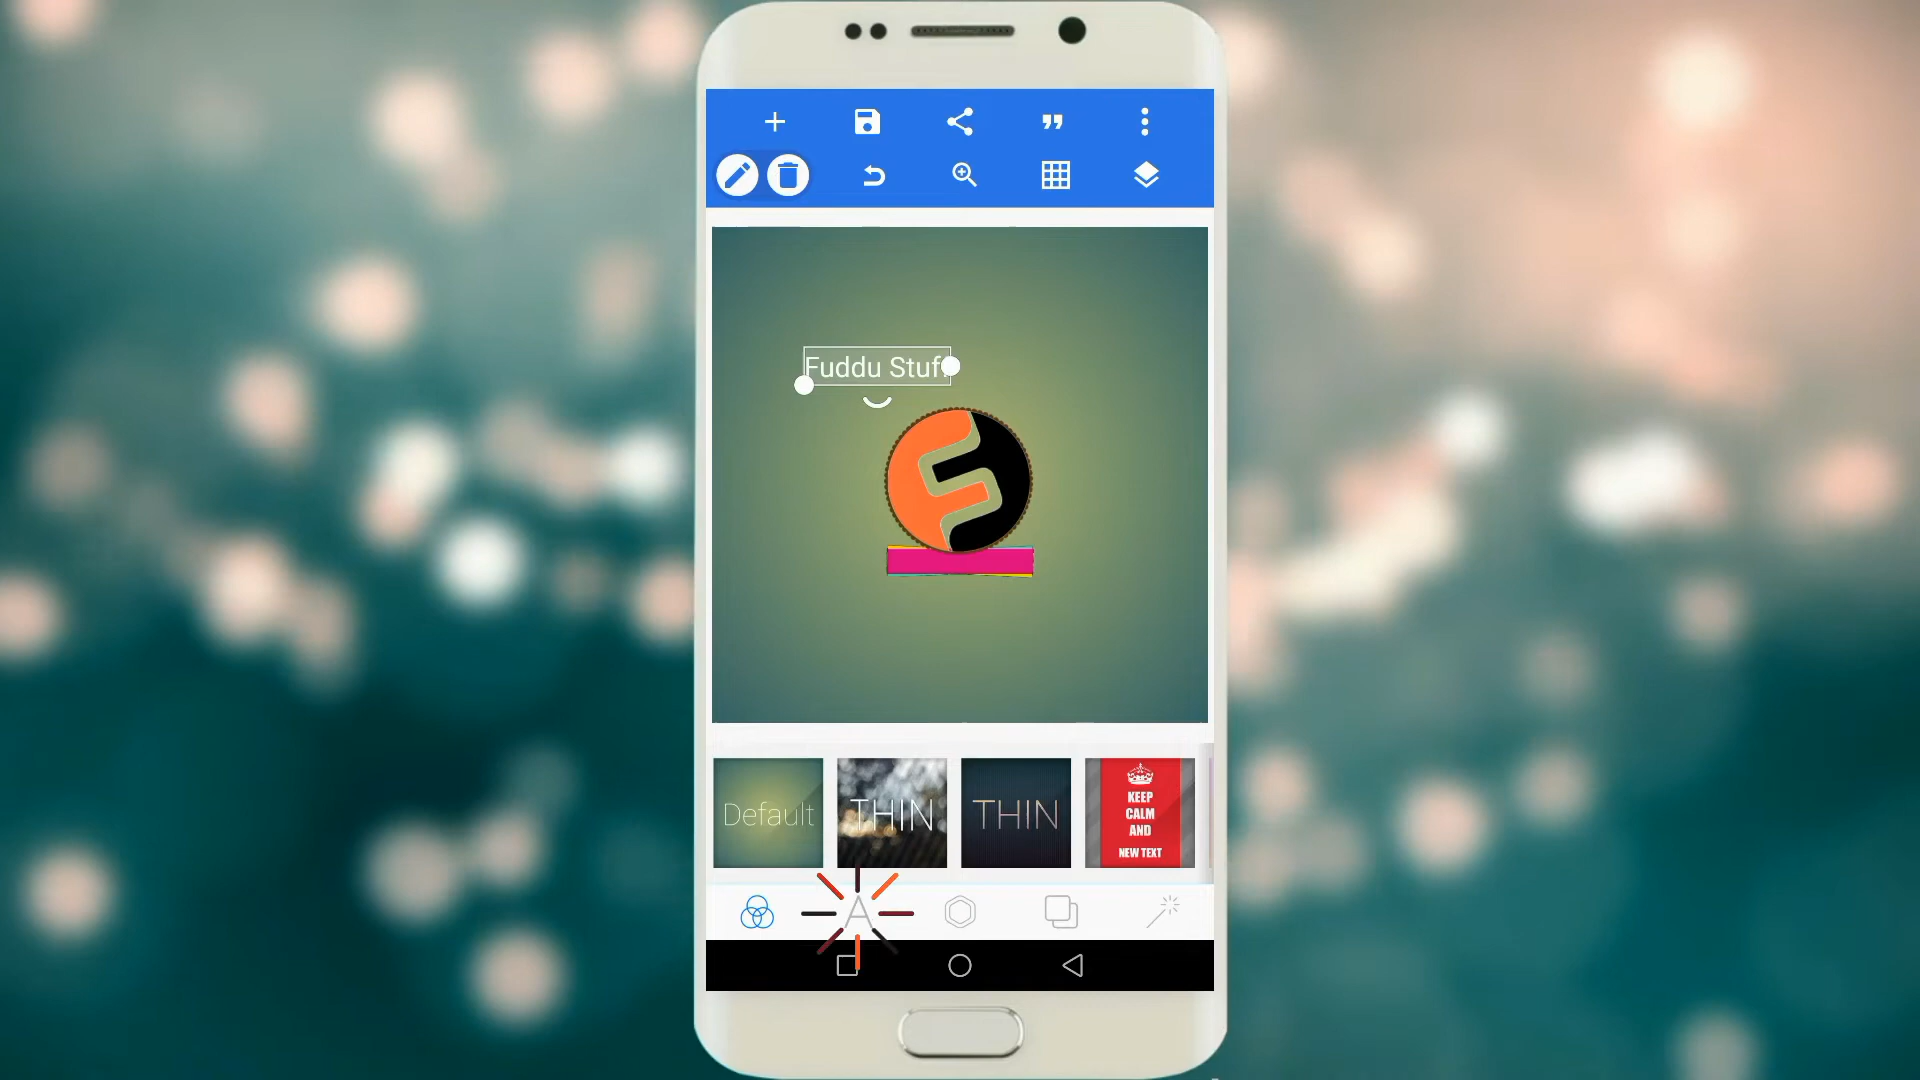 Fuddu Stuf
Default
THIN
THIN
KEEP
CALM
AND
NEW TEXT
A